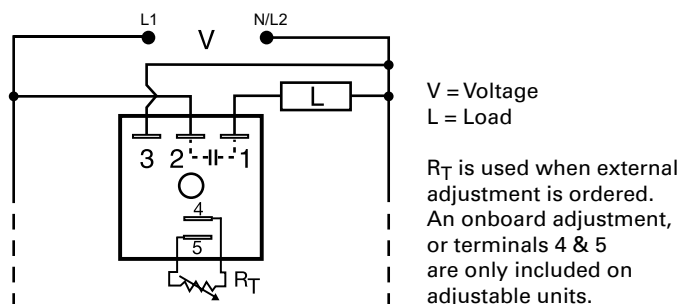 L1
V
N/L2
L
3
2
1
4
5
RT
V = Voltage
L = Load
RT is used when external
adjustment is ordered.
An onboard adjustment,
or terminals 4 & 5
are only included on
adjustable units.